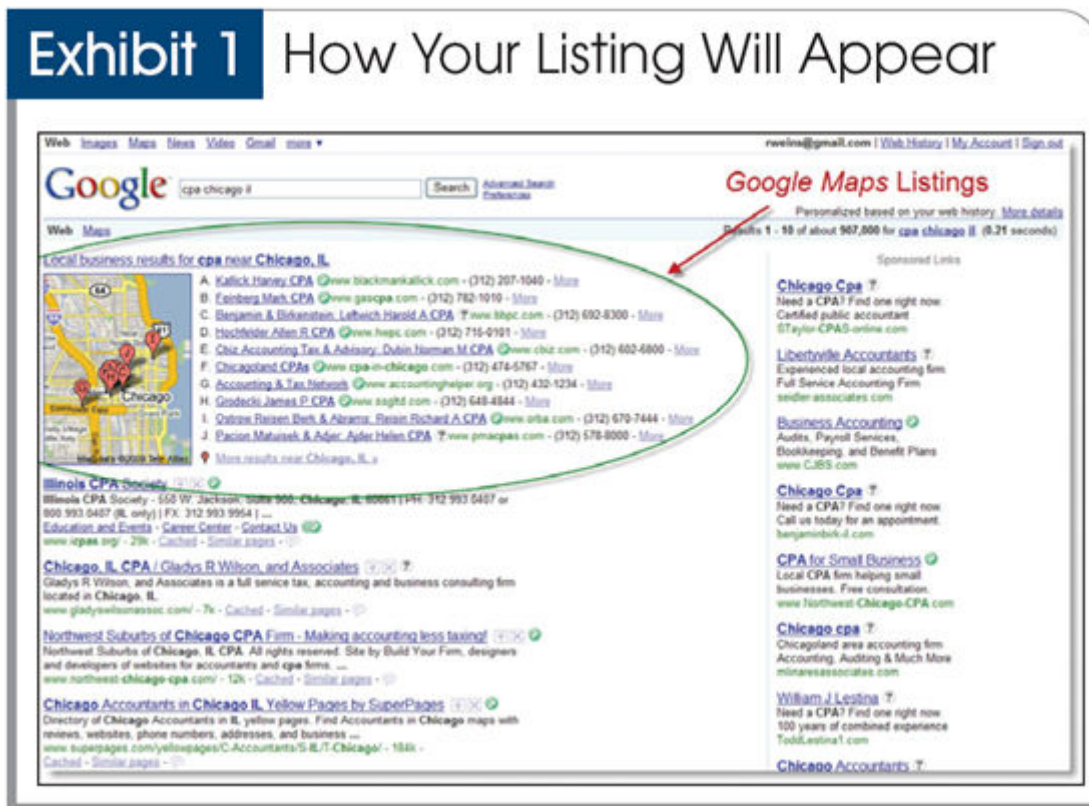 Exhibit 1 How Your Listing Will Appear
Web Images Maps News Video Gmail more ▼
rweins@gmail.com | Web History | My Account | Sign out
Google cpa chicago il Search Advanced Search
Preferences
Google Maps Listings
Personalized based on your web history. More details
Web Maps
Results 1 - 10 of about 907,000 for cpa chicago il (0.21 seconds)
Local business results for cpa near Chicago, IL
A. Kallick Haney CPA www.blackmankallick.com - (312) 207-1040 - More
B. Feinberg Mark CPA www.gascpa.com - (312) 782-1010 - More
C. Benjamin & Birkenstein: Leftwich Harold A CPA ? www.bbpc.com - (312) 692-8300 - More
D. Hochfelder Allen R CPA www.hwpc.com - (312) 715-0101 - More
E. Cbiz Accounting Tax & Advisory: Dubin Norman M CPA www.cbiz.com - (312) 602-6800 - More
F. Chicagoland CPAs www.cpa-in-chicago.com - (312) 474-5767 - More
G. Accounting & Tax Network www.accountinghelper.org - (312) 432-1234 - More
H. Grodecki James P CPA www.ssgltd.com - (312) 648-4844 - More
I. Ostrow Reisen Berk & Abrams: Reisin Richard A CPA www.orba.com - (312) 670-7444 - More
J. Pacion Matuisek & Adjer: Ajder Helen CPA ? www.pmacpas.com - (312) 578-8000 - More
More results near Chicago, IL »
64
Chicago
Illinois CPA Society
Illinois CPA Society - 550 W. Jackson, Suite 900, Chicago, IL 60661 | PH: 312.993.0407 or
800.993.0407 (IL only) | FX: 312.993.9954 | ...
Education and Events - Career Center - Contact Us
www.icpas.org/ - 29k - Cached - Similar pages -
Chicago, IL CPA / Gladys R Wilson, and Associates ?
Gladys R Wilson, and Associates is a full service tax, accounting and business consulting firm
located in Chicago, IL.
www.gladyswilsonassoc.com/ - 7k - Cached - Similar pages -
Northwest Suburbs of Chicago CPA Firm - Making accounting less taxing!
Northwest Suburbs of Chicago, IL CPA. All rights reserved. Site by Build Your Firm, designers
and developers of websites for accountants and cpa firms. ...
www.northwest-chicago-cpa.com/ - 12k - Cached - Similar pages -
Chicago Accountants in Chicago IL Yellow Pages by SuperPages
Directory of Chicago Accountants in IL yellow pages. Find Accountants in Chicago maps with
reviews, websites, phone numbers, addresses, and business ...
www.superpages.com/yellowpages/C-Accountants/S-IL/T-Chicago/ - 184k -
Cached - Similar pages -
Sponsored Links
Chicago Cpa ?
Need a CPA? Find one right now.
Certified public accountant
STaylor-CPAS-online.com
Libertyville Accountants ?
Experienced local accounting firm
Full Service Accounting Firm
seidler-associates.com
Business Accounting
Audits, Payroll Services,
Bookkeeping, and Benefit Plans
www.CJBS.com
Chicago Cpa ?
Need a CPA? Find one right now.
Call us today for an appointment.
benjaminbirk-il.com
CPA for Small Business
Local CPA firm helping small
businesses. Free consultation.
www.Northwest-Chicago-CPA.com
Chicago cpa ?
Chicagoland area accounting firm
Accounting, Auditing & Much More
minaresassociates.com
William J Lestina ?
Need a CPA? Find one right now
100 years of combined experience
ToddLestina1.com
Chicago Accountants ?